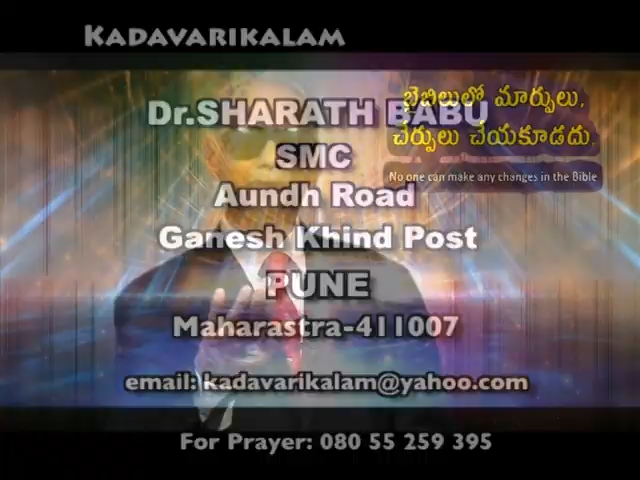 KADAVARIKALAM
Dr.SHARATH BABU
SMC
Aundh Road
Ganesh Khind Post
PUNE
Maharastra-411007
email: kadavarikalam@yahoo.com
For Prayer: 080 55 259 395
బైబిలులో మార్పులు,
చేర్పులు చేయకూడదు.
No one can make any changes in the Bible